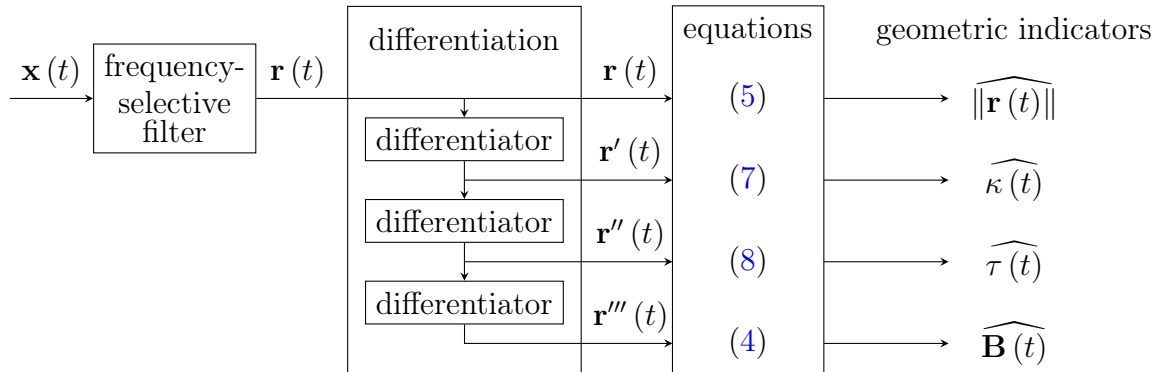 differentiation
equations
geometric indicators
x (t)
frequency-
selective
filter
r (t)
r (t)
(5)
‖r (t)‖
differentiator
r′ (t)
(7)
κ (t)
differentiator
r″ (t)
(8)
τ (t)
differentiator
r‴ (t)
(4)
B (t)